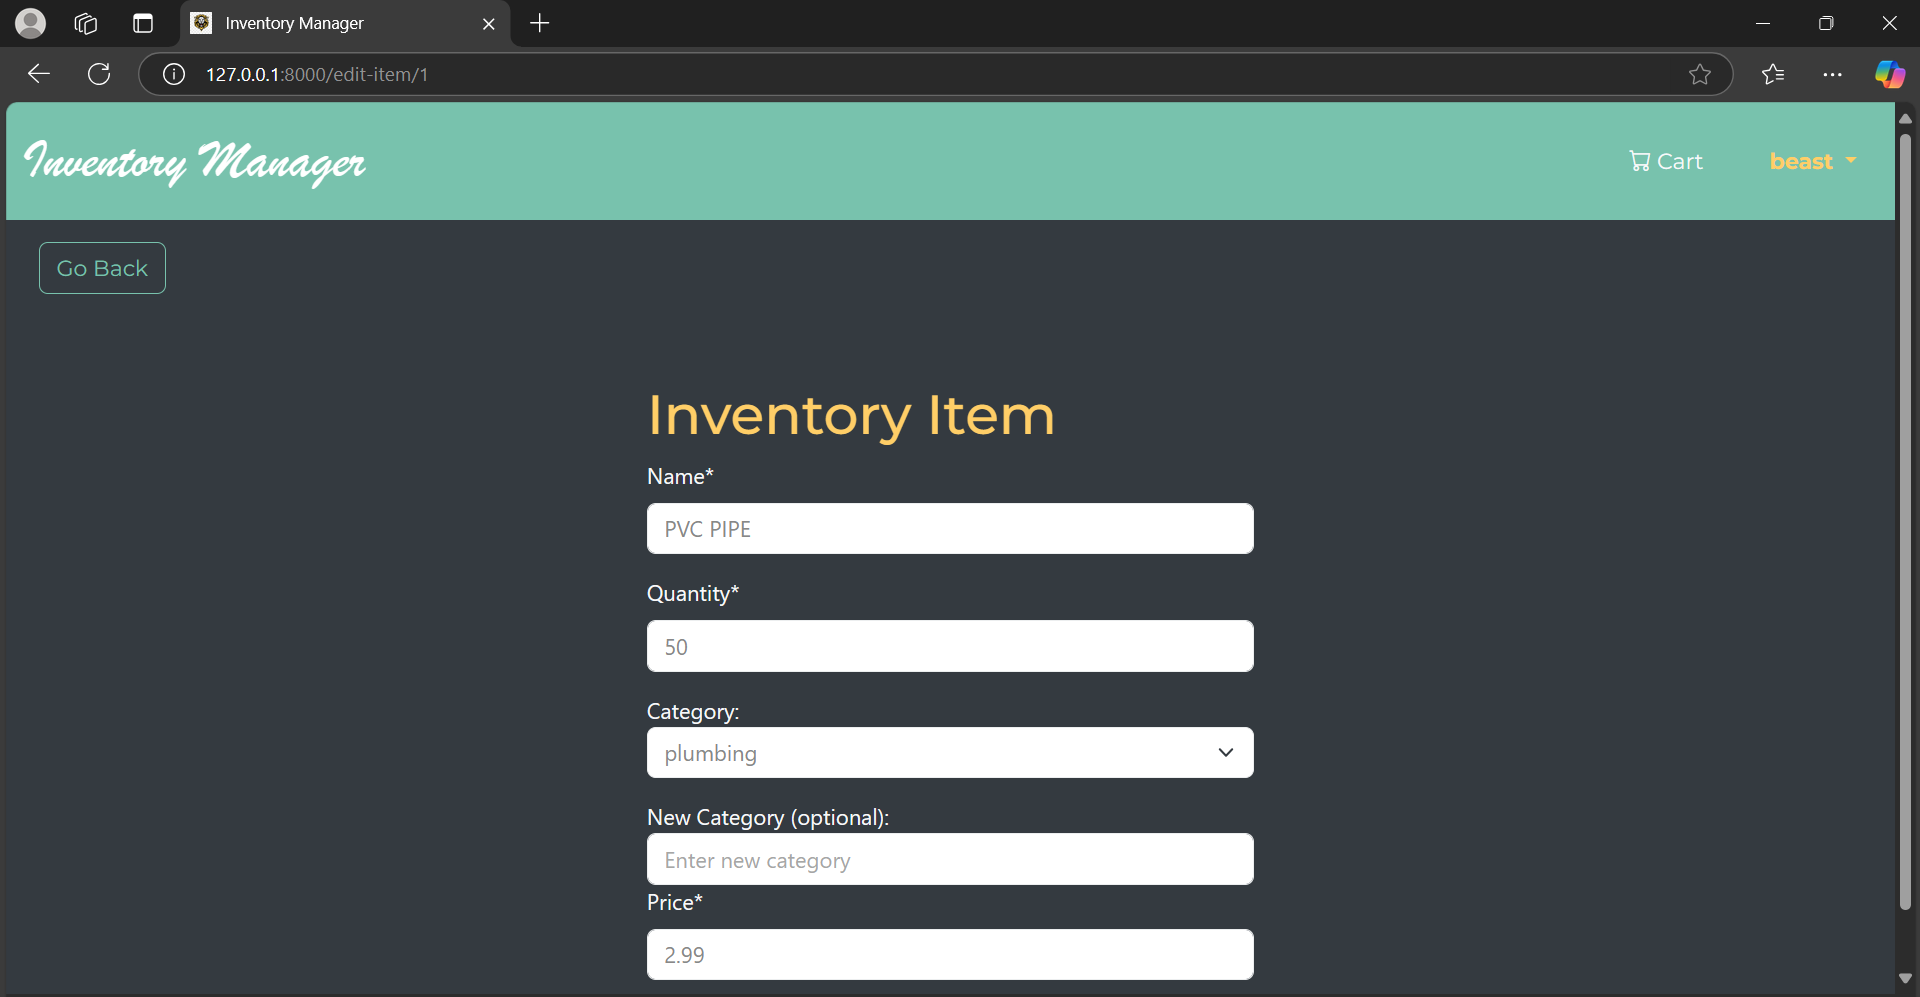 Inventory Manager
127.0.0.1:8000/edit-item/1
Inventory Manager
Cart
beast
Go Back
Inventory Item
Name*
PVC PIPE
Quantity*
50
Category:
plumbing
New Category (optional):
Enter new category
Price*
2.99